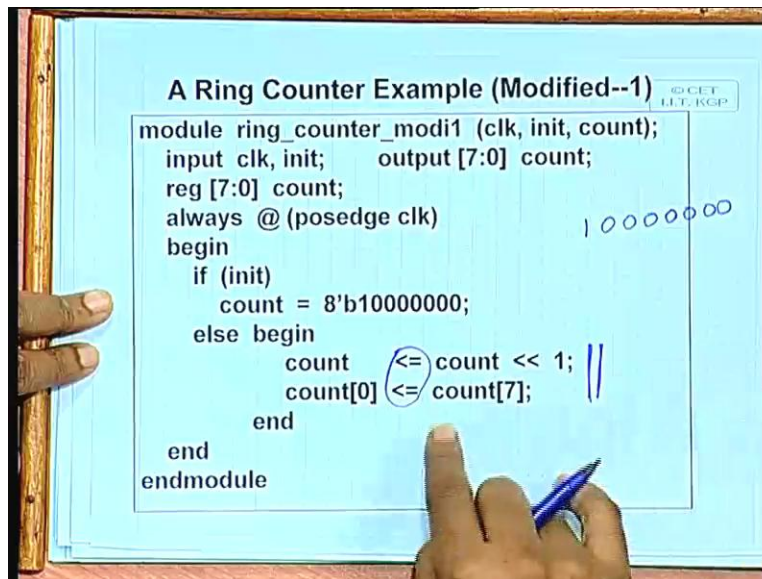 A Ring Counter Example (Modified--1)
© CET
I.I.T. KGP
module ring_counter_modi1 (clk, init, count);
input clk, init; output [7:0] count;
reg [7:0] count;
always @ (posedge clk)
begin
if (init)
count = 8'b10000000;
else begin
count <= count << 1;
count[0] <= count[7];
end
end
endmodule
10000000